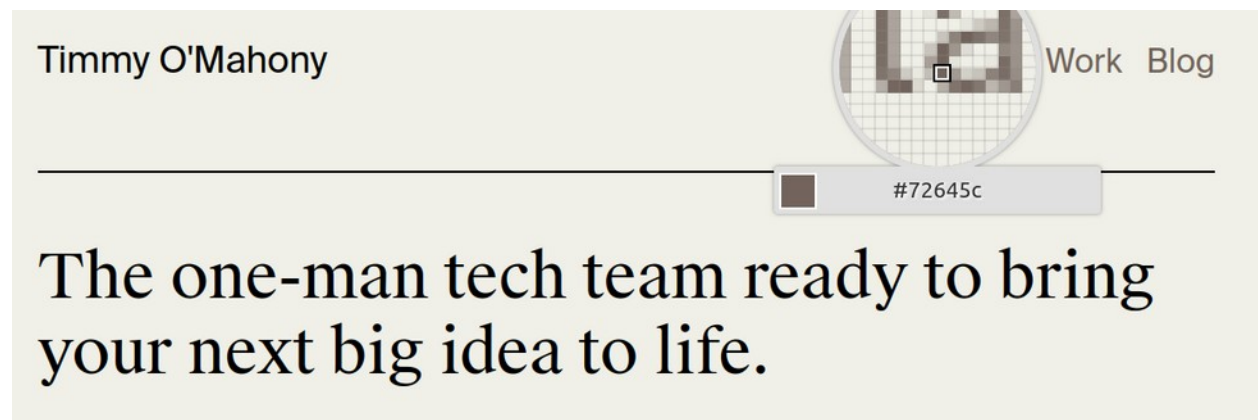 Timmy O'Mahony Work Blog
#72645c
The one-man tech team ready to bring
your next big idea to life.